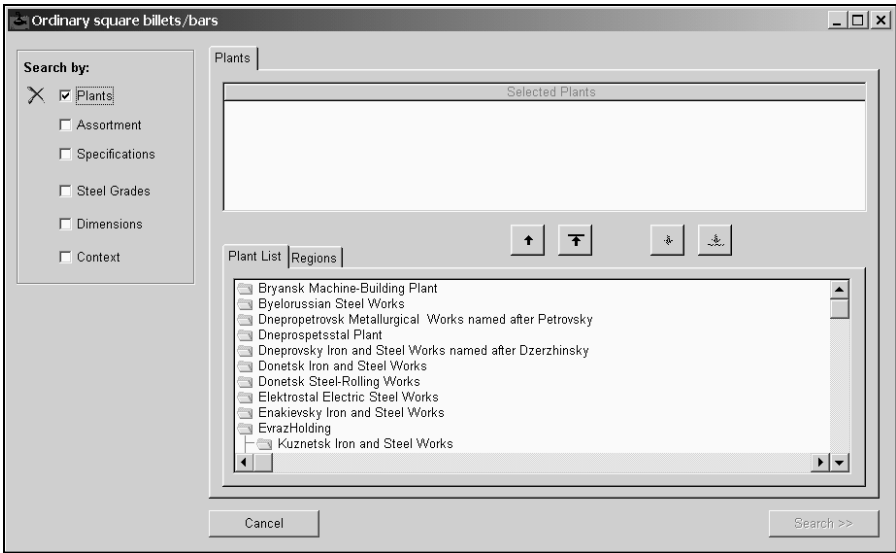 Ordinary square billets/bars
Search by:
Plants
Assortment
Specifications
Steel Grades
Dimensions
Context
Plants
Selected Plants
Plant List
Regions
Bryansk Machine-Building Plant
Byelorussian Steel Works
Dnepropetrovsk Metallurgical  Works named after Petrovsky
Dneprospetsstal Plant
Dneprovsky Iron and Steel Works named after Dzerzhinsky
Donetsk Iron and Steel Works
Donetsk Steel-Rolling Works
Elektrostal Electric Steel Works
Enakievsky Iron and Steel Works
EvrazHolding
Kuznetsk Iron and Steel Works
Cancel
Search >>